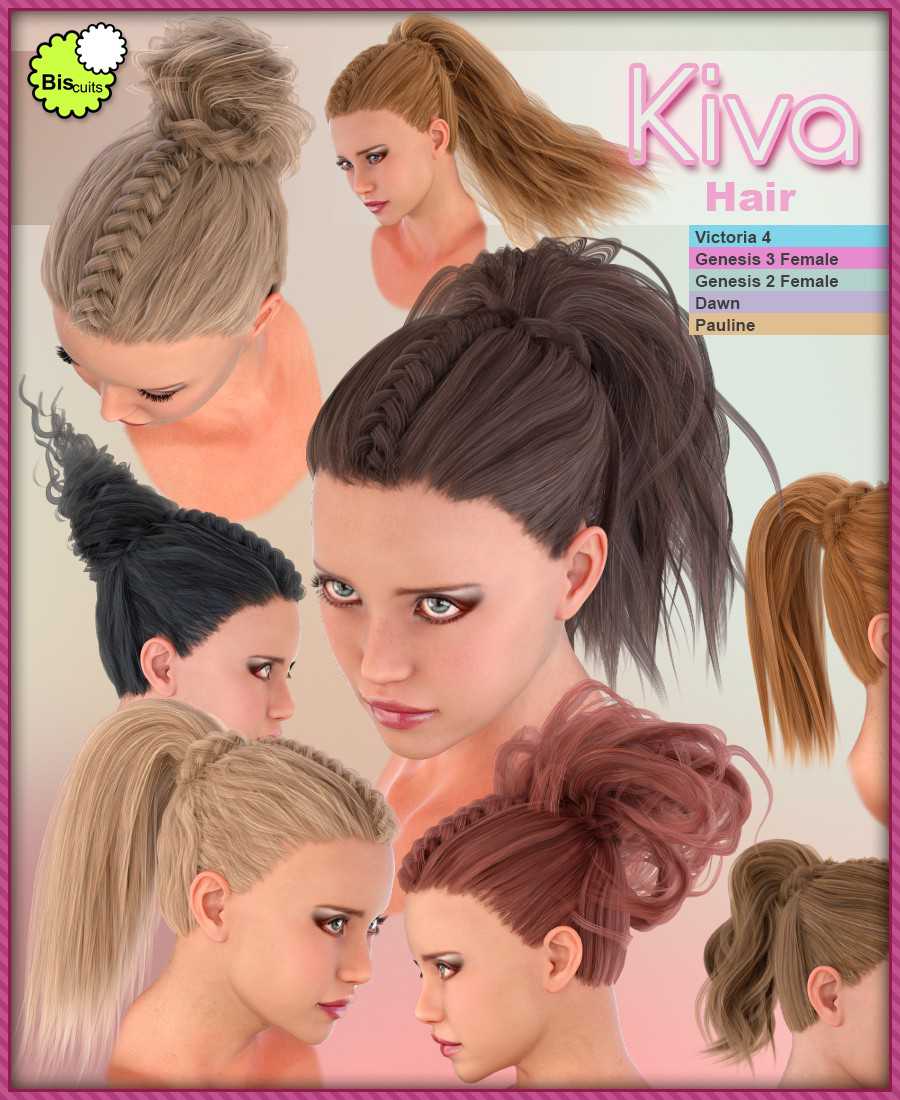 Biscuits
Kiva
Hair
Victoria 4
Genesis 3 Female
Genesis 2 Female
Dawn
Pauline